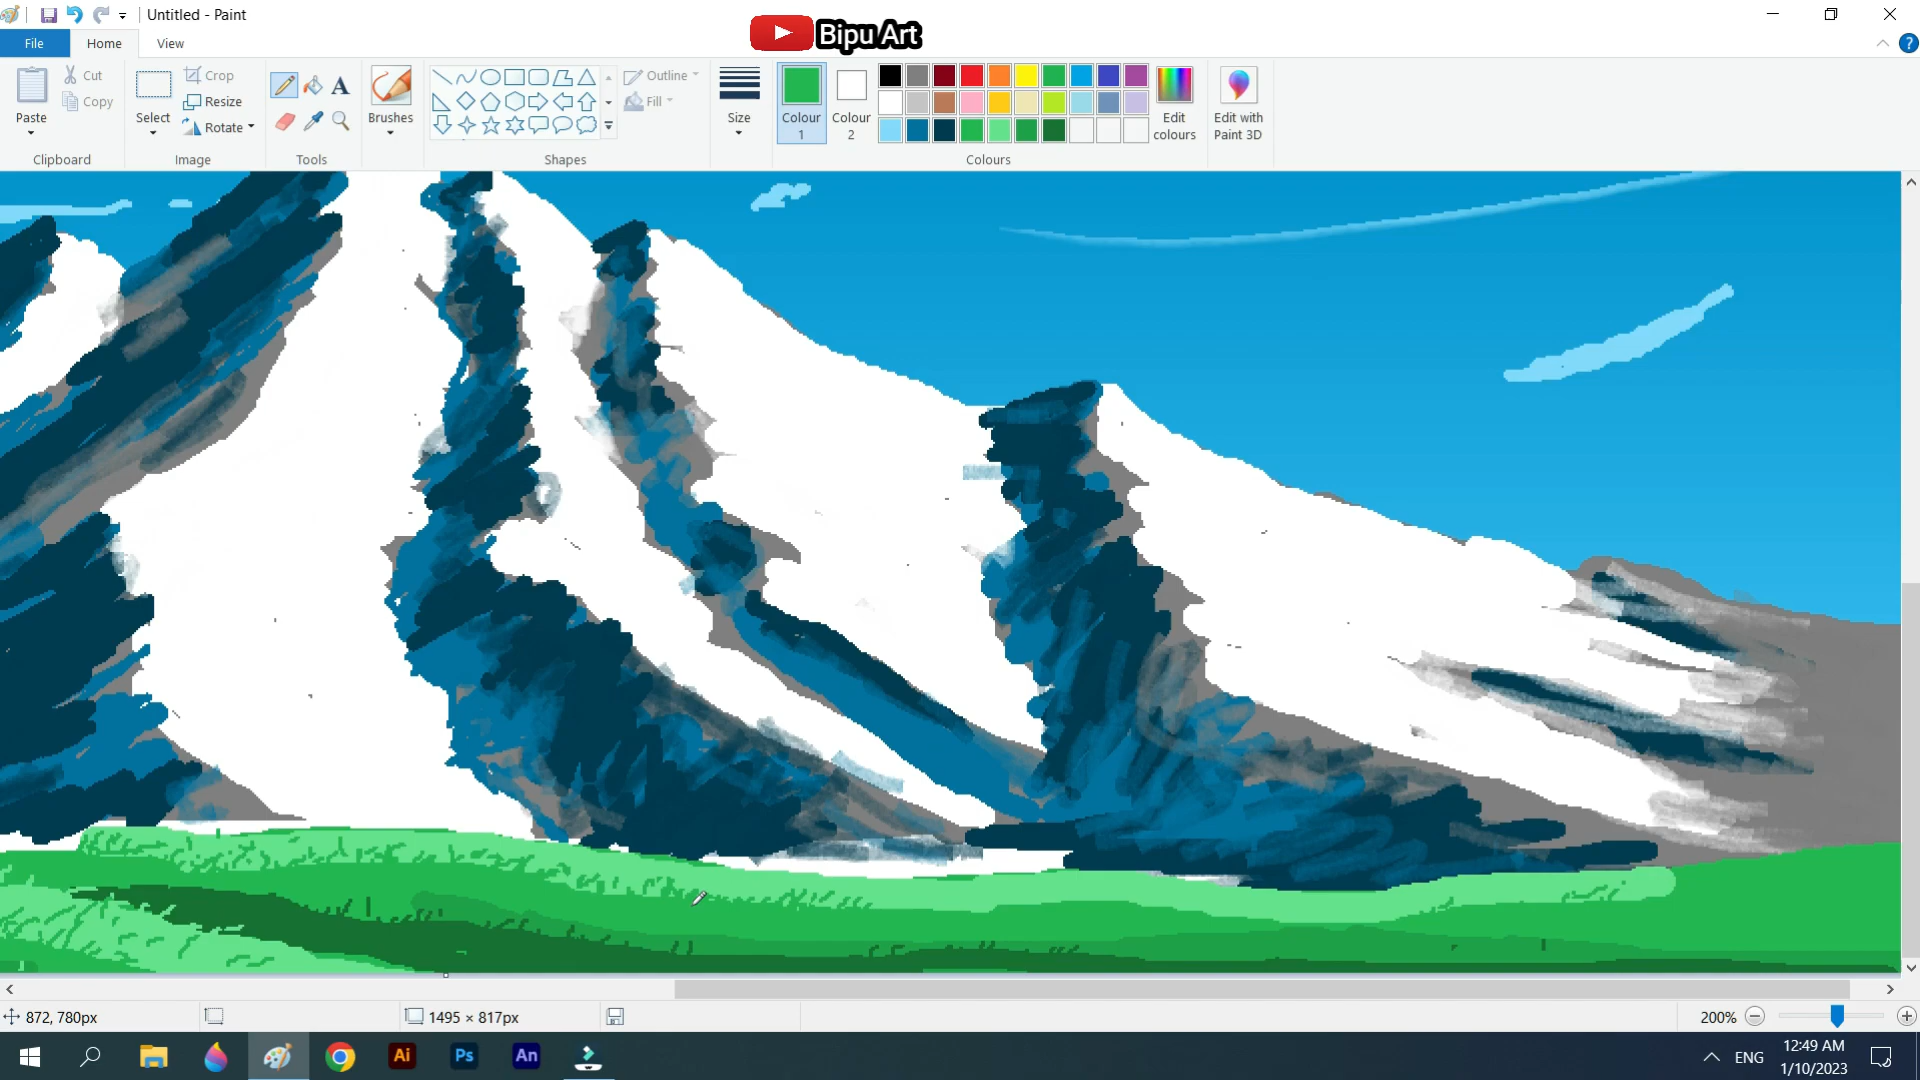 Untitled - Paint
Bipu Art
File Home View
Paste
Cut
Copy
Clipboard
Select
Crop
Resize
Rotate
Image
Tools
Brushes
Outline
Fill
Shapes
Size
Colour 1
Colour 2
Edit colours
Colours
Edit with Paint 3D
872, 780px
1495 × 817px
200%
Ai Ps An
ENG
12:49 AM
1/10/2023